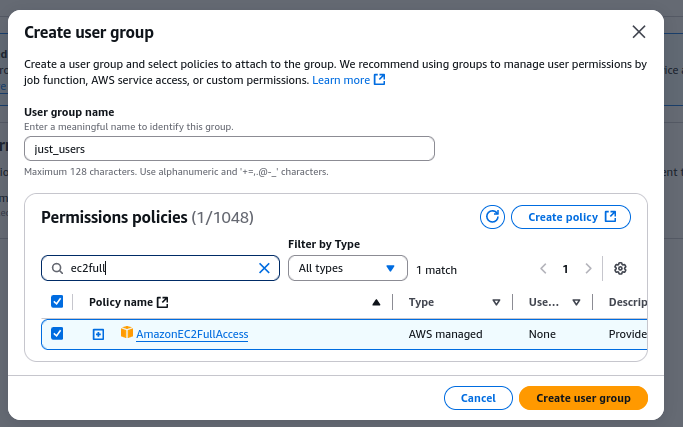 Create user group
Create a user group and select policies to attach to the group. We recommend using groups to manage user permissions by
job function, AWS service access, or custom permissions. Learn more
User group name
Enter a meaningful name to identify this group.
just_users
Maximum 128 characters. Use alphanumeric and '+=,.@-_' characters.
Permissions policies (1/1048)
Create policy
Filter by Type
ec2full
All types
1 match
1
Policy name
Type
Use...
Descrip
AmazonEC2FullAccess
AWS managed
None
Provide
Cancel
Create user group